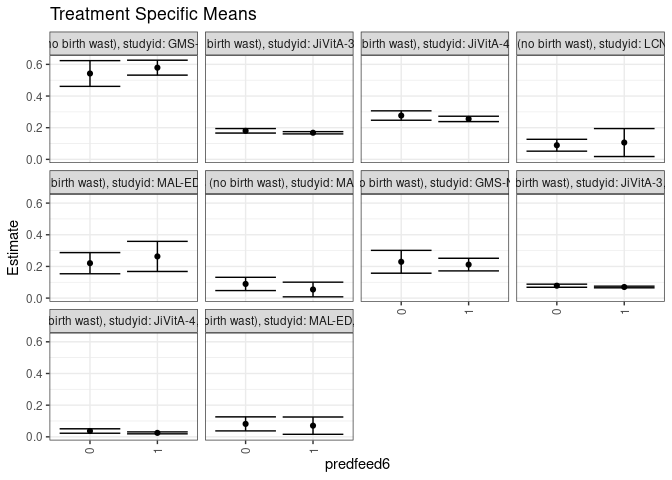 Treatment Specific Means
no birth wast), studyid: GMS-
birth wast), studyid: JiVitA-3
birth wast), studyid: JiVitA-4
(no birth wast), studyid: LCN
0.6
0.4
0.2
0.0
birth wast), studyid: MAL-ED
(no birth wast), studyid: MA
birth wast), studyid: GMS-N
birth wast), studyid: JiVitA-3,
0.6
0.4
0.2
0.0
Estimate
0
1
0
1
birth wast), studyid: JiVitA-4,
birth wast), studyid: MAL-ED,
0.6
0.4
0.2
0.0
0
1
0
1
predfeed6